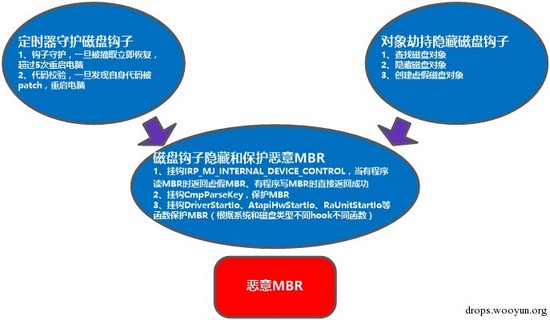 定时器守护磁盘钩子
1、钩子守护，一旦被摘取立即恢复，
超过5次重启电脑
2、代码校验，一旦发现自身代码被
patch，重启电脑
对象劫持隐藏磁盘钩子
1、查找磁盘对象
2、隐藏磁盘对象
3、创建虚假磁盘对象
磁盘钩子隐藏和保护恶意MBR
1、挂钩IRP_MJ_INTERNAL_DEVICE_CONTROL，当有程序
读MBR时返回虚假MBR、有程序写MBR时直接返回成功
2、挂钩CmpParseKey，保护MBR
3、挂钩DriverStartIo、AtapiHwStartIo、RaUnitStartIo等
函数保护MBR（根据系统和磁盘类型不同hook不同函数）
恶意MBR
drops.wooyun.org